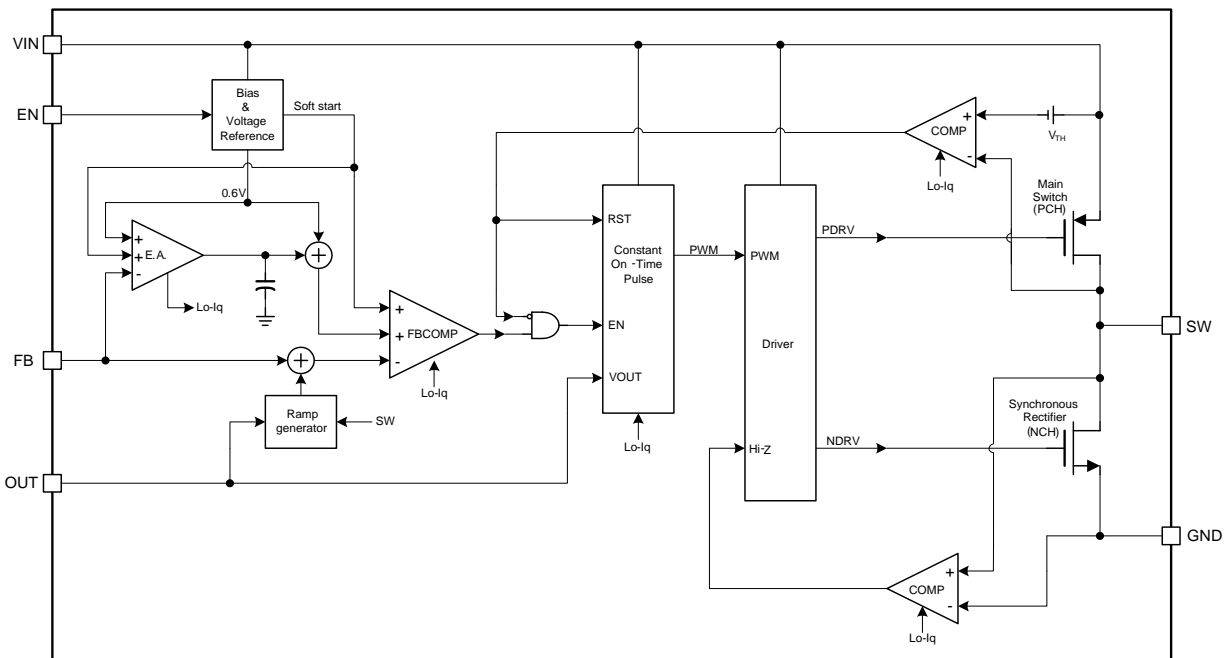 VIN
EN
Bias
&
Voltage
Reference
Soft start
0.6V
+
+
-
E.A.
+
Lo-Iq
+
+
-
FBCOMP
Lo-Iq
FB
+
Ramp
generator
SW
OUT
RST
Constant
On -Time
Pulse
EN
VOUT
Lo-Iq
PWM
PWM
Driver
Hi-Z
PDRV
NDRV
COMP
+
-
Lo-Iq
VTH
Main
Switch
(PCH)
SW
Synchronous
Rectifier
(NCH)
GND
COMP
+
-
Lo-Iq